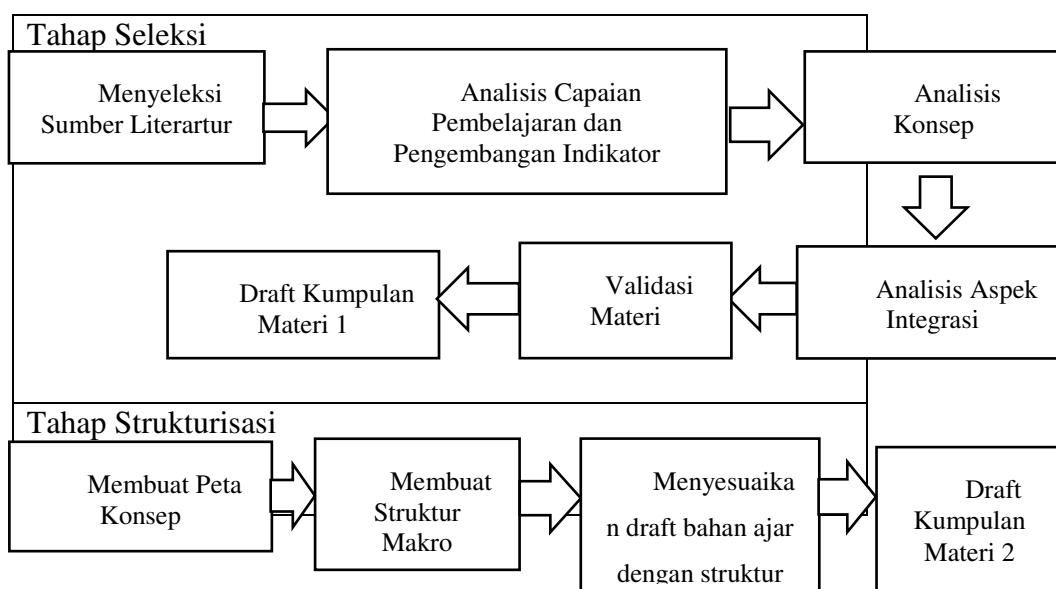 Tahap Seleksi
Menyeleksi
Sumber Literartur
Analisis Capaian
Pembelajaran dan
Pengembangan Indikator
Analisis
Konsep
Analisis Aspek
Integrasi
Validasi
Materi
Draft Kumpulan
Materi 1
Tahap Strukturisasi
Membuat Peta
Konsep
Membuat
Struktur
Makro
Menyesuaika
n draft bahan ajar
dengan struktur
Draft
Kumpulan
Materi 2